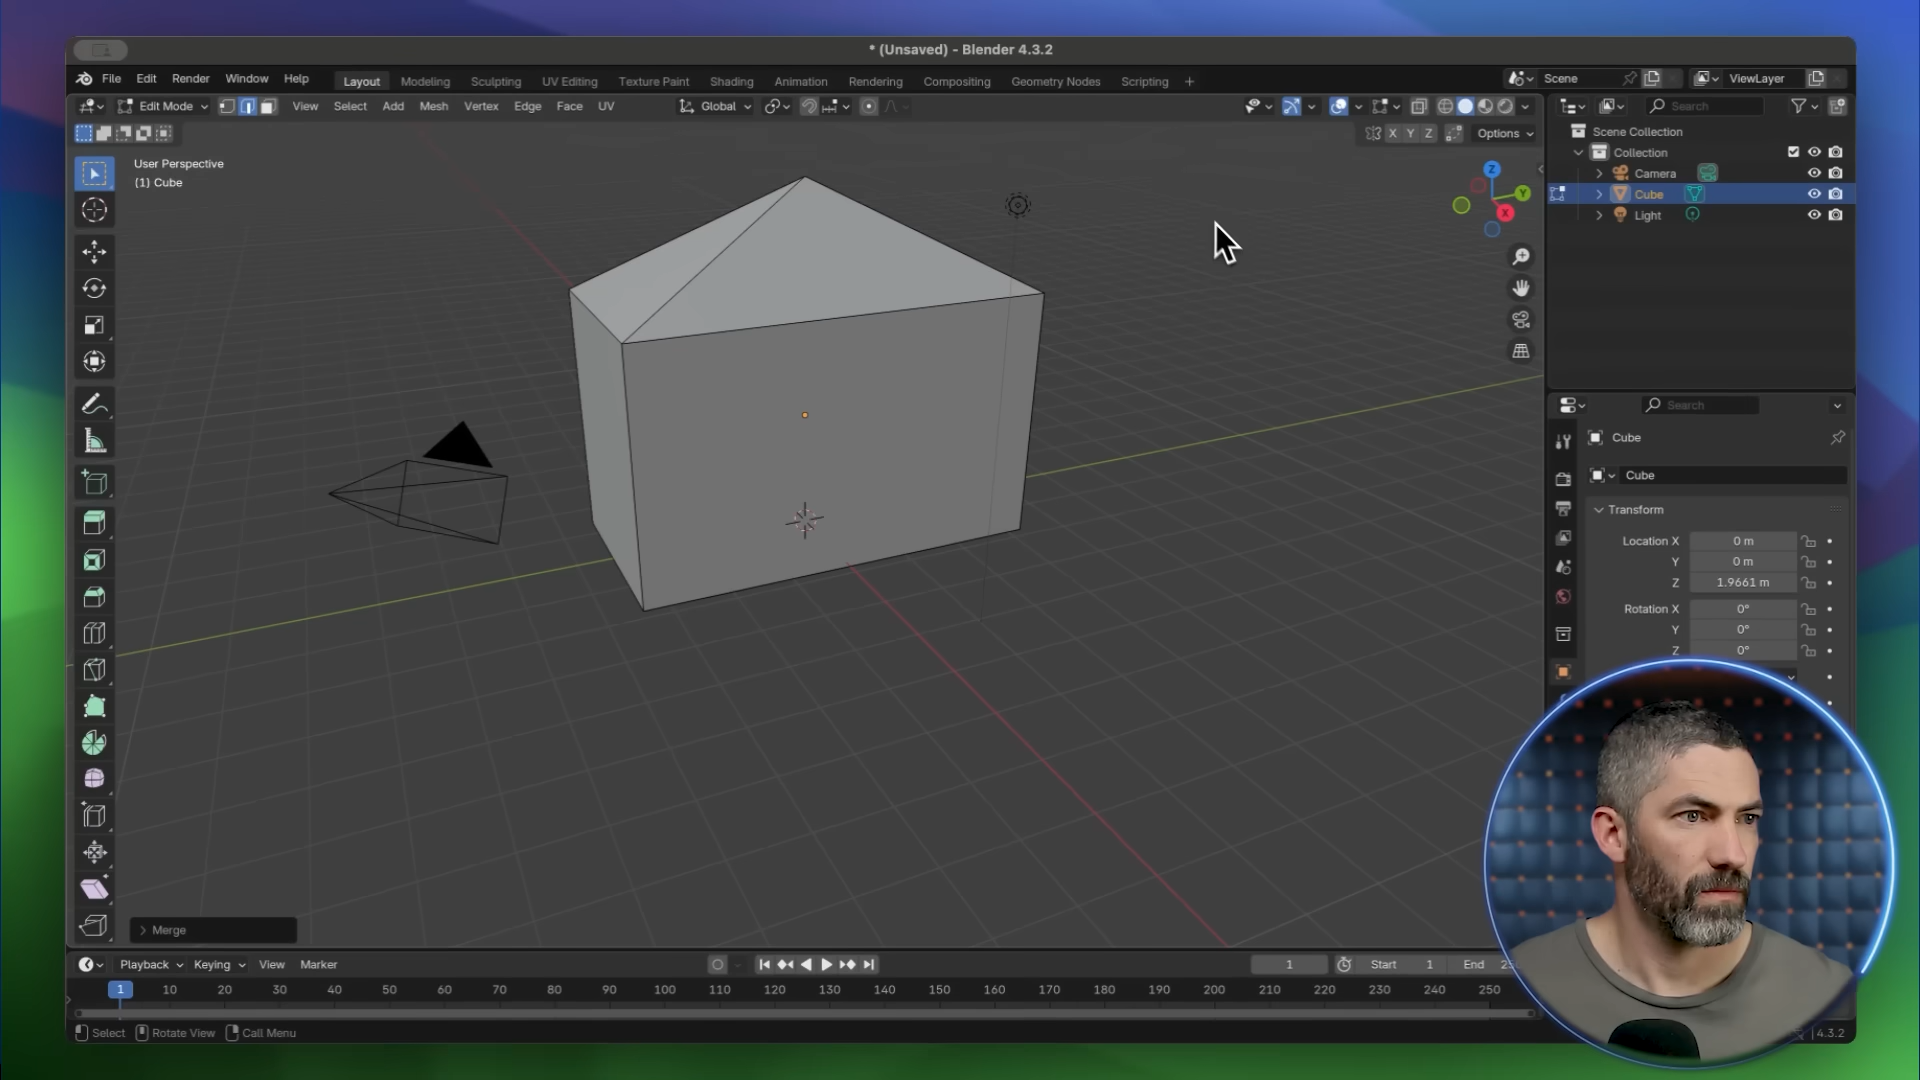 * (Unsaved) - Blender 4.3.2
File Edit Render Window Help Layout Modeling Sculpting UV Editing Texture Paint Shading Animation Rendering Compositing Geometry Nodes Scripting + Scene ViewLayer
Edit Mode View Select Add Mesh Vertex Edge Face UV Global Search
X Y Z Options
User Perspective
(1) Cube
Z
Y
X
Scene Collection
Collection
Camera
Cube
Light
Search
Cube
Cube
Transform
Location X 0 m
Y 0 m
Z 1.9661 m
Rotation X 0°
Y 0°
Z 0°
Merge
Playback Keying View Marker 1 Start 1 End
1 10 20 30 40 50 60 70 80 90 100 110 120 130 140 150 160 170 180 190 200 210 220 230 240 250
Select Rotate View Call Menu 4.3.2